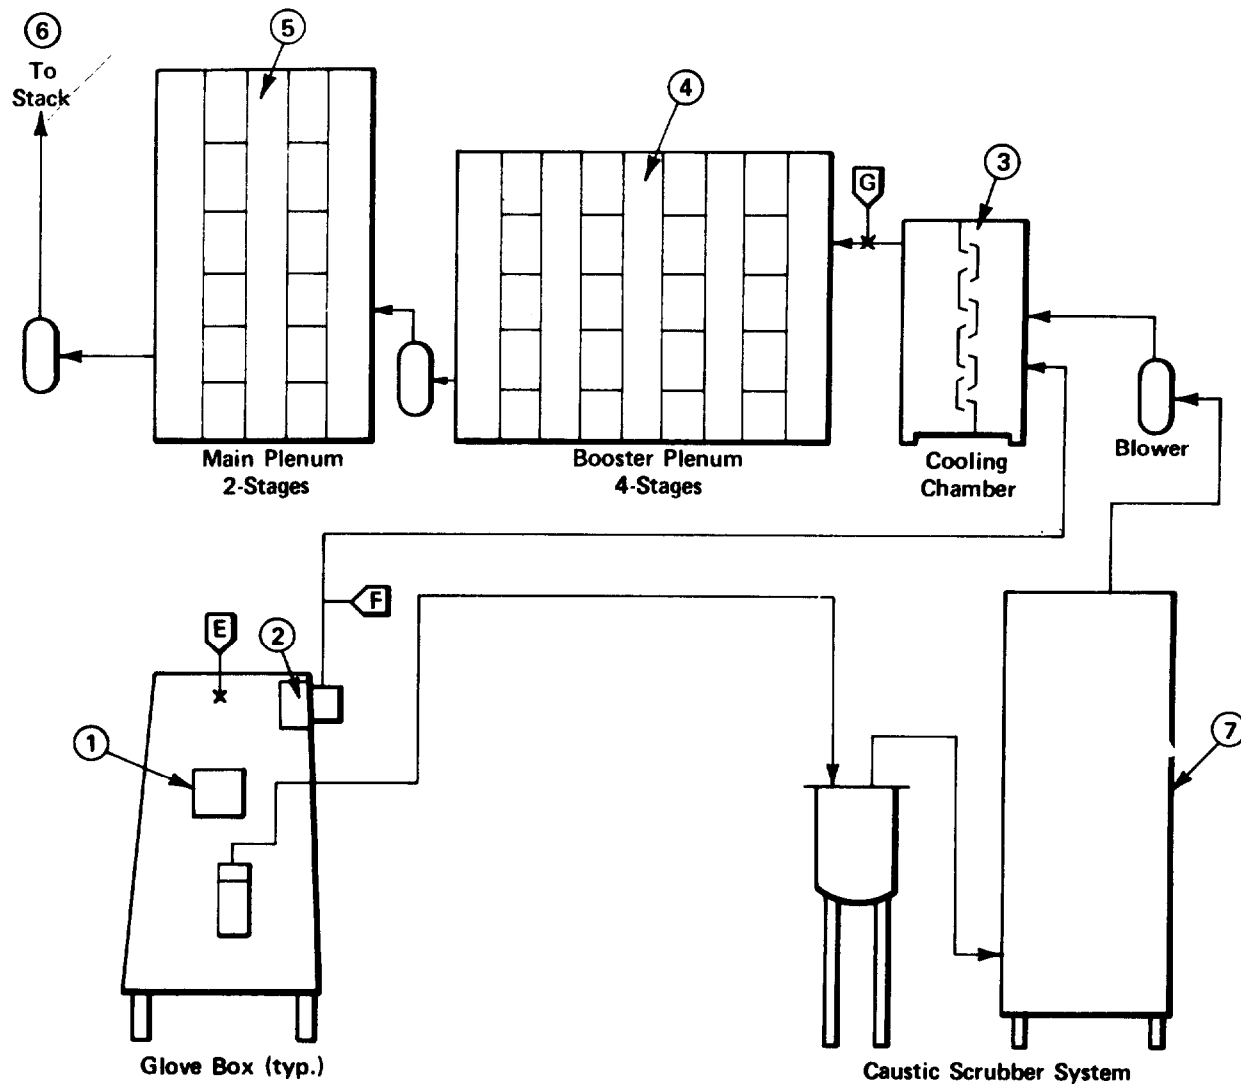 6
To
Stack
5
4
G
3
Main Plenum
2-Stages
Booster Plenum
4-Stages
Cooling
Chamber
Blower
F
E
2
1
7
Glove Box (typ.)
Caustic Scrubber System